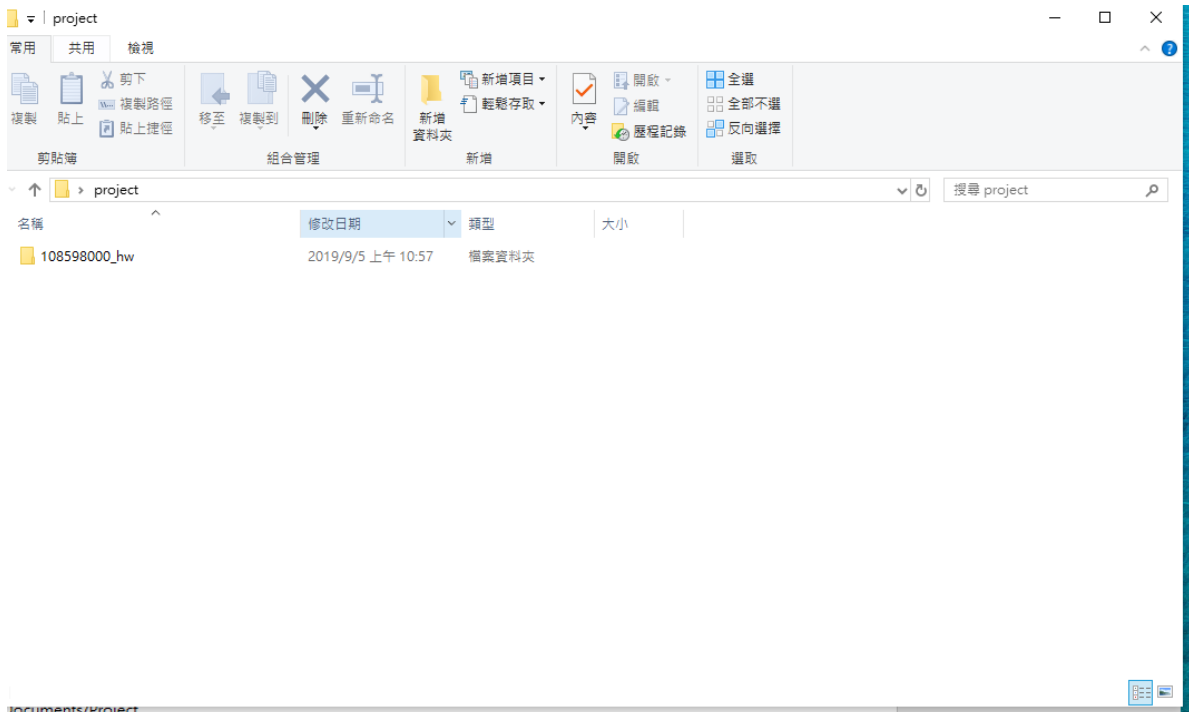 project
常用 共用 檢視
複製
貼上
剪下
複製路徑
貼上捷徑
剪貼簿
移至
複製到
刪除
重新命名
組合管理
新增
資料夾
新增項目
輕鬆存取
新增
內容
開啟
編輯
歷程記錄
開啟
全選
全部不選
反向選擇
選取
project
搜尋 project
名稱 修改日期 類型 大小
108598000_hw 2019/9/5 上午 10:57 檔案資料夾